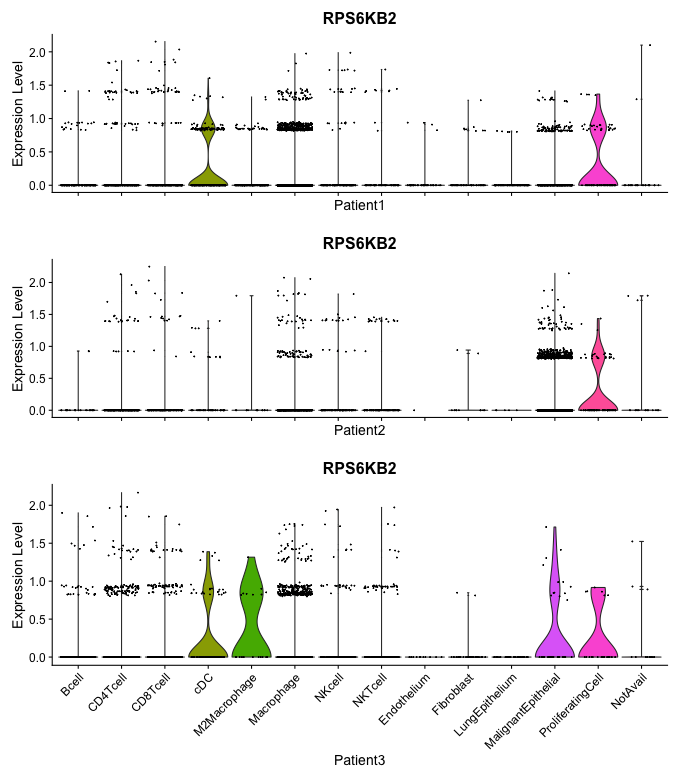 RPS6KB2
Expression Level
2.0
1.5
1.0
0.5
0.0
Patient1
RPS6KB2
Expression Level
2.0
1.5
1.0
0.5
0.0
Patient2
RPS6KB2
Expression Level
2.0
1.5
1.0
0.5
0.0
Bcell
CD4Tcell
CD8Tcell
cDC
M2Macrophage
Macrophage
NKcell
NKTcell
Endothelium
Fibroblast
LungEpithelium
MalignantEpithelial
ProliferatingCell
NotAvail
Patient3